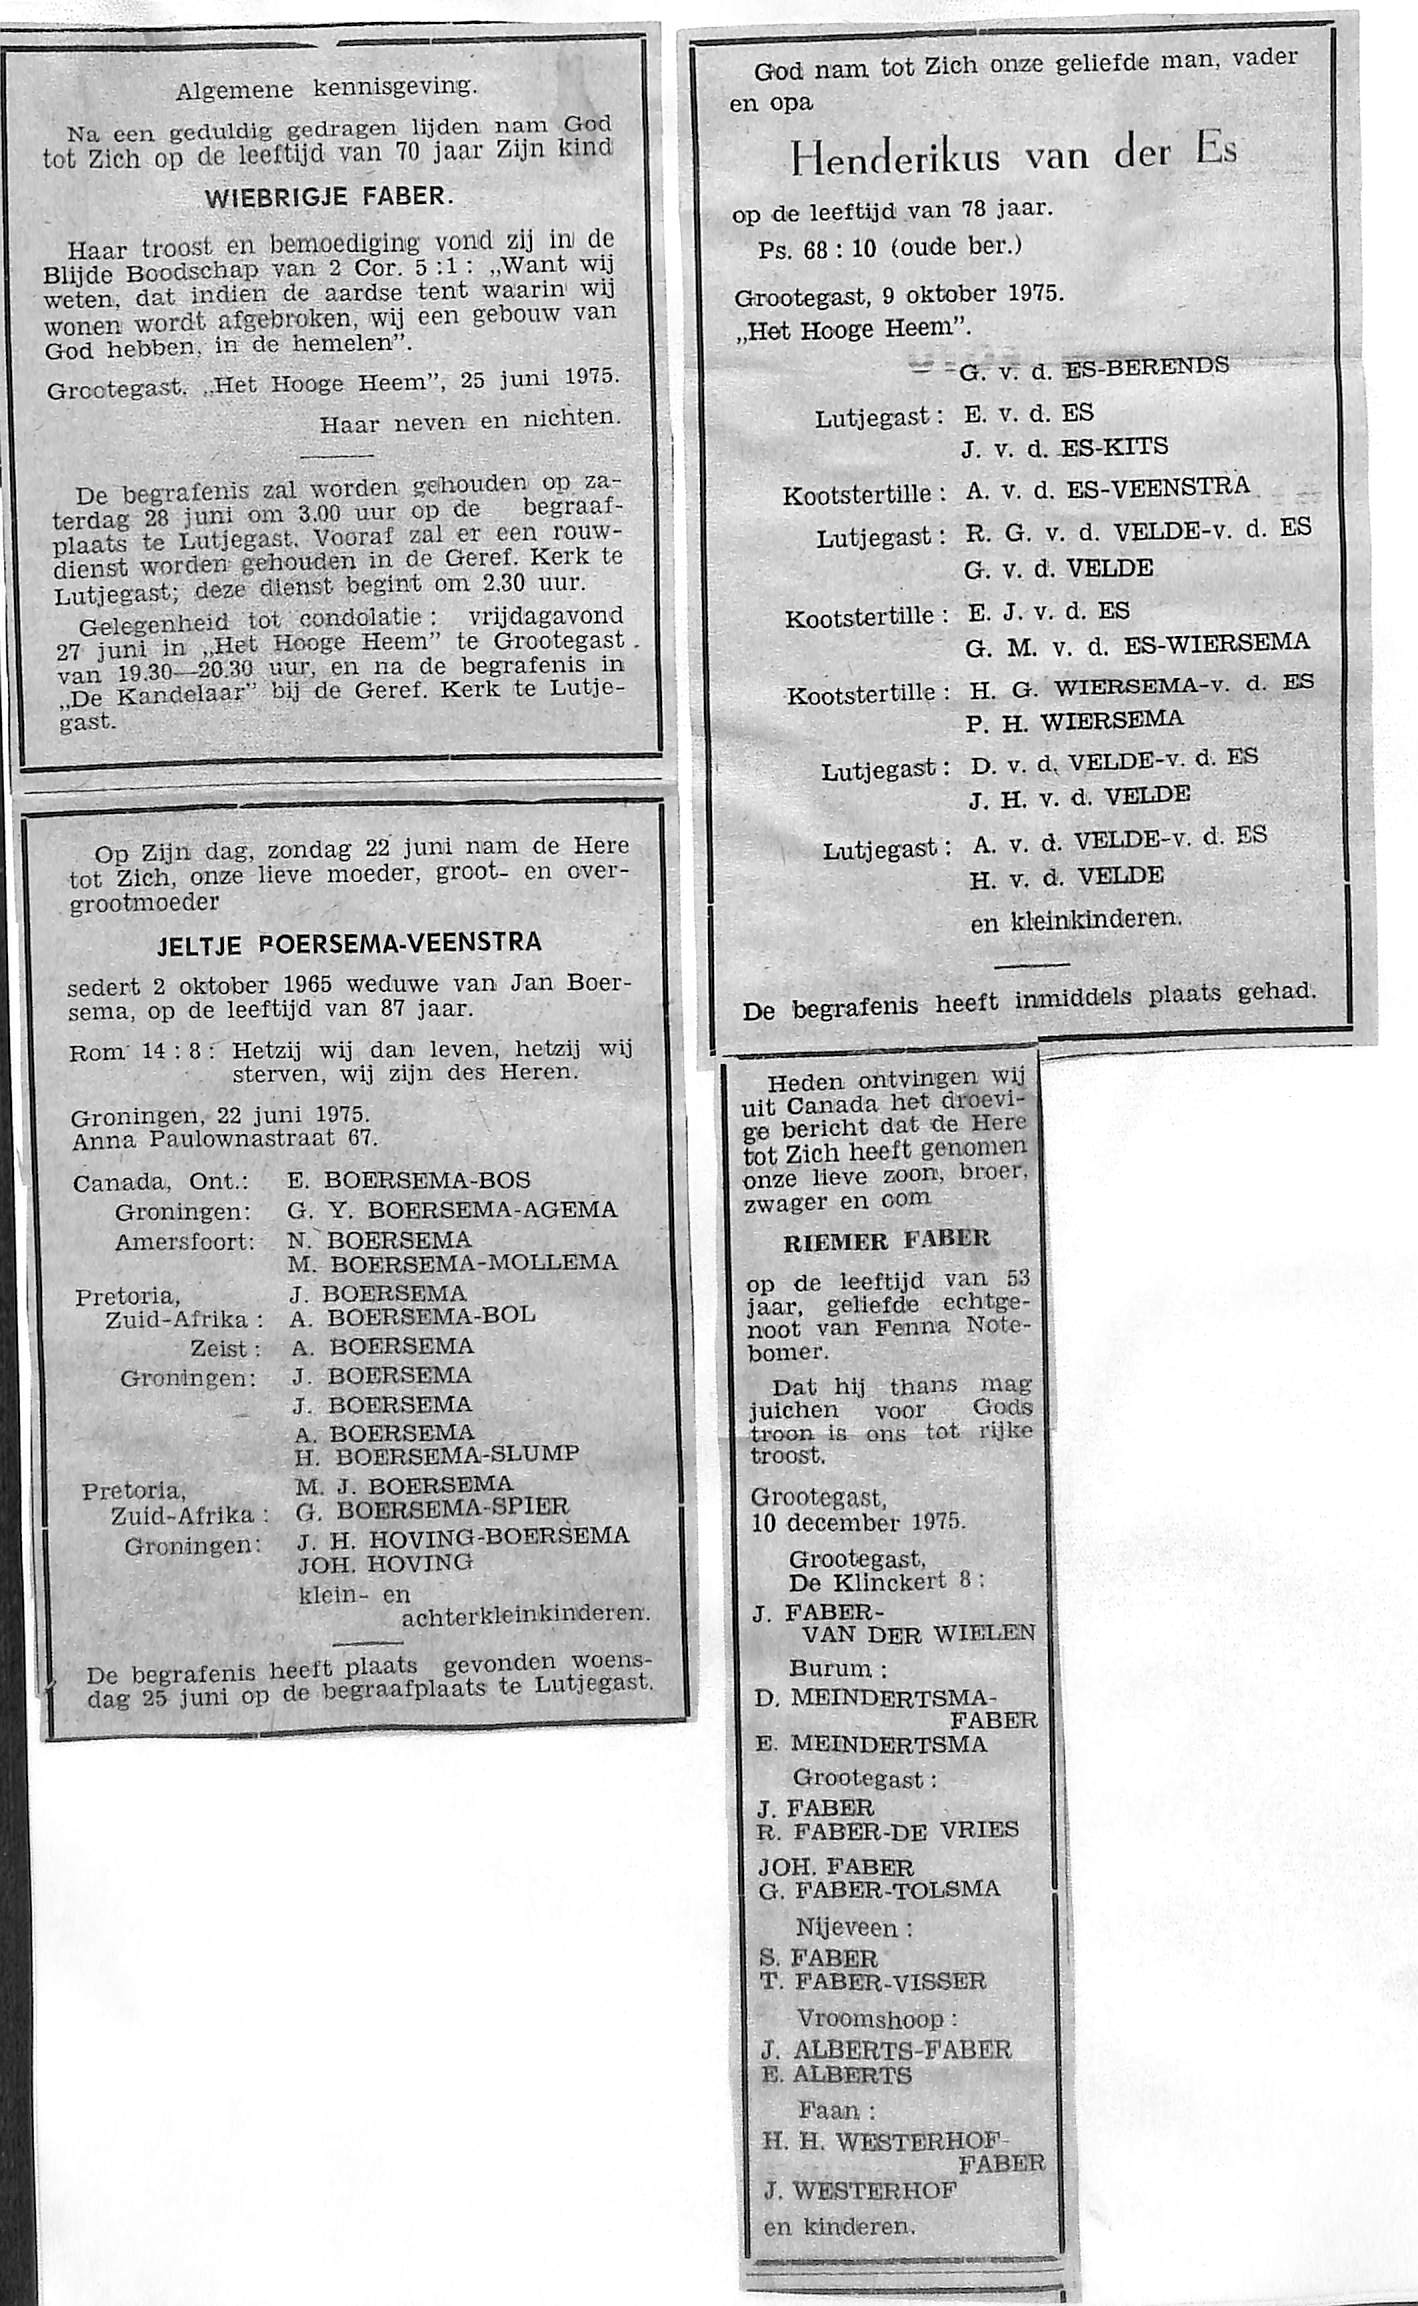 Algemene kennisgeving.
Na een geduldig gedragen lijden nam God
tot Zich op de leeftijd van 70 jaar Zijn kind
WIEBRIGJE FABER.
Haar troost en bemoediging vond zij in de
Blijde Boodschap van 2 Cor. 5 :1 : „Want wij
weten, dat indien de aardse tent waarin wij
wonen wordt afgebroken, wij een gebouw van
God hebben, in de hemelen”.
Grootegast, „Het Hooge Heem”, 25 juni 1975.
Haar neven en nichten.
De begrafenis zal worden gehouden op za-
terdag 28 juni om 3.00 uur op de begraaf-
plaats te Lutjegast. Vooraf zal er een rouw-
dienst worden gehouden in de Geref. Kerk te
Lutjegast; deze dienst begint om 2.30 uur.
Gelegenheid tot condolatie : vrijdagavond
27 juni in „Het Hooge Heem” te Grootegast
van 19.30—20.30 uur, en na de begrafenis in
„De Kandelaar” bij de Geref. Kerk te Lutje-
gast.
Op Zijn dag, zondag 22 juni nam de Here
tot Zich, onze lieve moeder, groot- en over-
grootmoeder
JELTJE BOERSEMA-VEENSTRA
sedert 2 oktober 1965 weduwe van Jan Boer-
sema, op de leeftijd van 87 jaar.
Rom 14 : 8 : Hetzij wij dan leven, hetzij wij
sterven, wij zijn des Heren.
Groningen, 22 juni 1975.
Anna Paulownastraat 67.
Canada, Ont.: E. BOERSEMA-BOS
Groningen: G. Y. BOERSEMA-AGEMA
Amersfoort: N. BOERSEMA
M. BOERSEMA-MOLLEMA
Pretoria, J. BOERSEMA
Zuid-Afrika : A. BOERSEMA-BOL
Zeist : A. BOERSEMA
Groningen: J. BOERSEMA
J. BOERSEMA
A. BOERSEMA
H. BOERSEMA-SLUMP
Pretoria, M. J. BOERSEMA
Zuid-Afrika : G. BOERSEMA-SPIER
Groningen: J. H. HOVING-BOERSEMA
JOH. HOVING
klein- en
achterkleinkinderen.
De begrafenis heeft plaats gevonden woens-
dag 25 juni op de begraafplaats te Lutjegast.
God nam tot Zich onze geliefde man, vader
en opa
Henderikus van der Es
op de leeftijd van 78 jaar.
Ps. 68 : 10 (oude ber.)
Grootegast, 9 oktober 1975.
„Het Hooge Heem”.
G. v. d. ES-BERENDS
Lutjegast : E. v. d. ES
J. v. d. ES-KITS
Kootstertille : A. v. d. ES-VEENSTRA
Lutjegast : R. G. v. d. VELDE-v. d. ES
G. v. d. VELDE
Kootstertille : E. J. v. d. ES
G. M. v. d. ES-WIERSEMA
Kootstertille : H. G. WIERSEMA-v. d. ES
P. H. WIERSEMA
Lutjegast : D. v. d. VELDE-v. d. ES
J. H. v. d. VELDE
Lutjegast : A. v. d. VELDE-v. d. ES
H. v. d. VELDE
en kleinkinderen.
De begrafenis heeft inmiddels plaats gehad.
Heden ontvingen wij
uit Canada het droevi-
ge bericht dat de Here
tot Zich heeft genomen
onze lieve zoon, broer,
zwager en oom
RIEMER FABER
op de leeftijd van 53
jaar, geliefde echtge-
noot van Fenna Note-
bomer.
Dat hij thans mag
juichen voor Gods
troon is ons tot rijke
troost.
Grootegast,
10 december 1975.
Grootegast,
De Klinckert 8 :
J. FABER-
VAN DER WIELEN
Burum :
D. MEINDERTSMA-
FABER
E. MEINDERTSMA
Grootegast :
J. FABER
R. FABER-DE VRIES
JOH. FABER
G. FABER-TOLSMA
Nijeveen :
S. FABER
T. FABER-VISSER
Vroomshoop :
J. ALBERTS-FABER
E. ALBERTS
Faan :
H. H. WESTERHOF-
FABER
J. WESTERHOF
en kinderen.